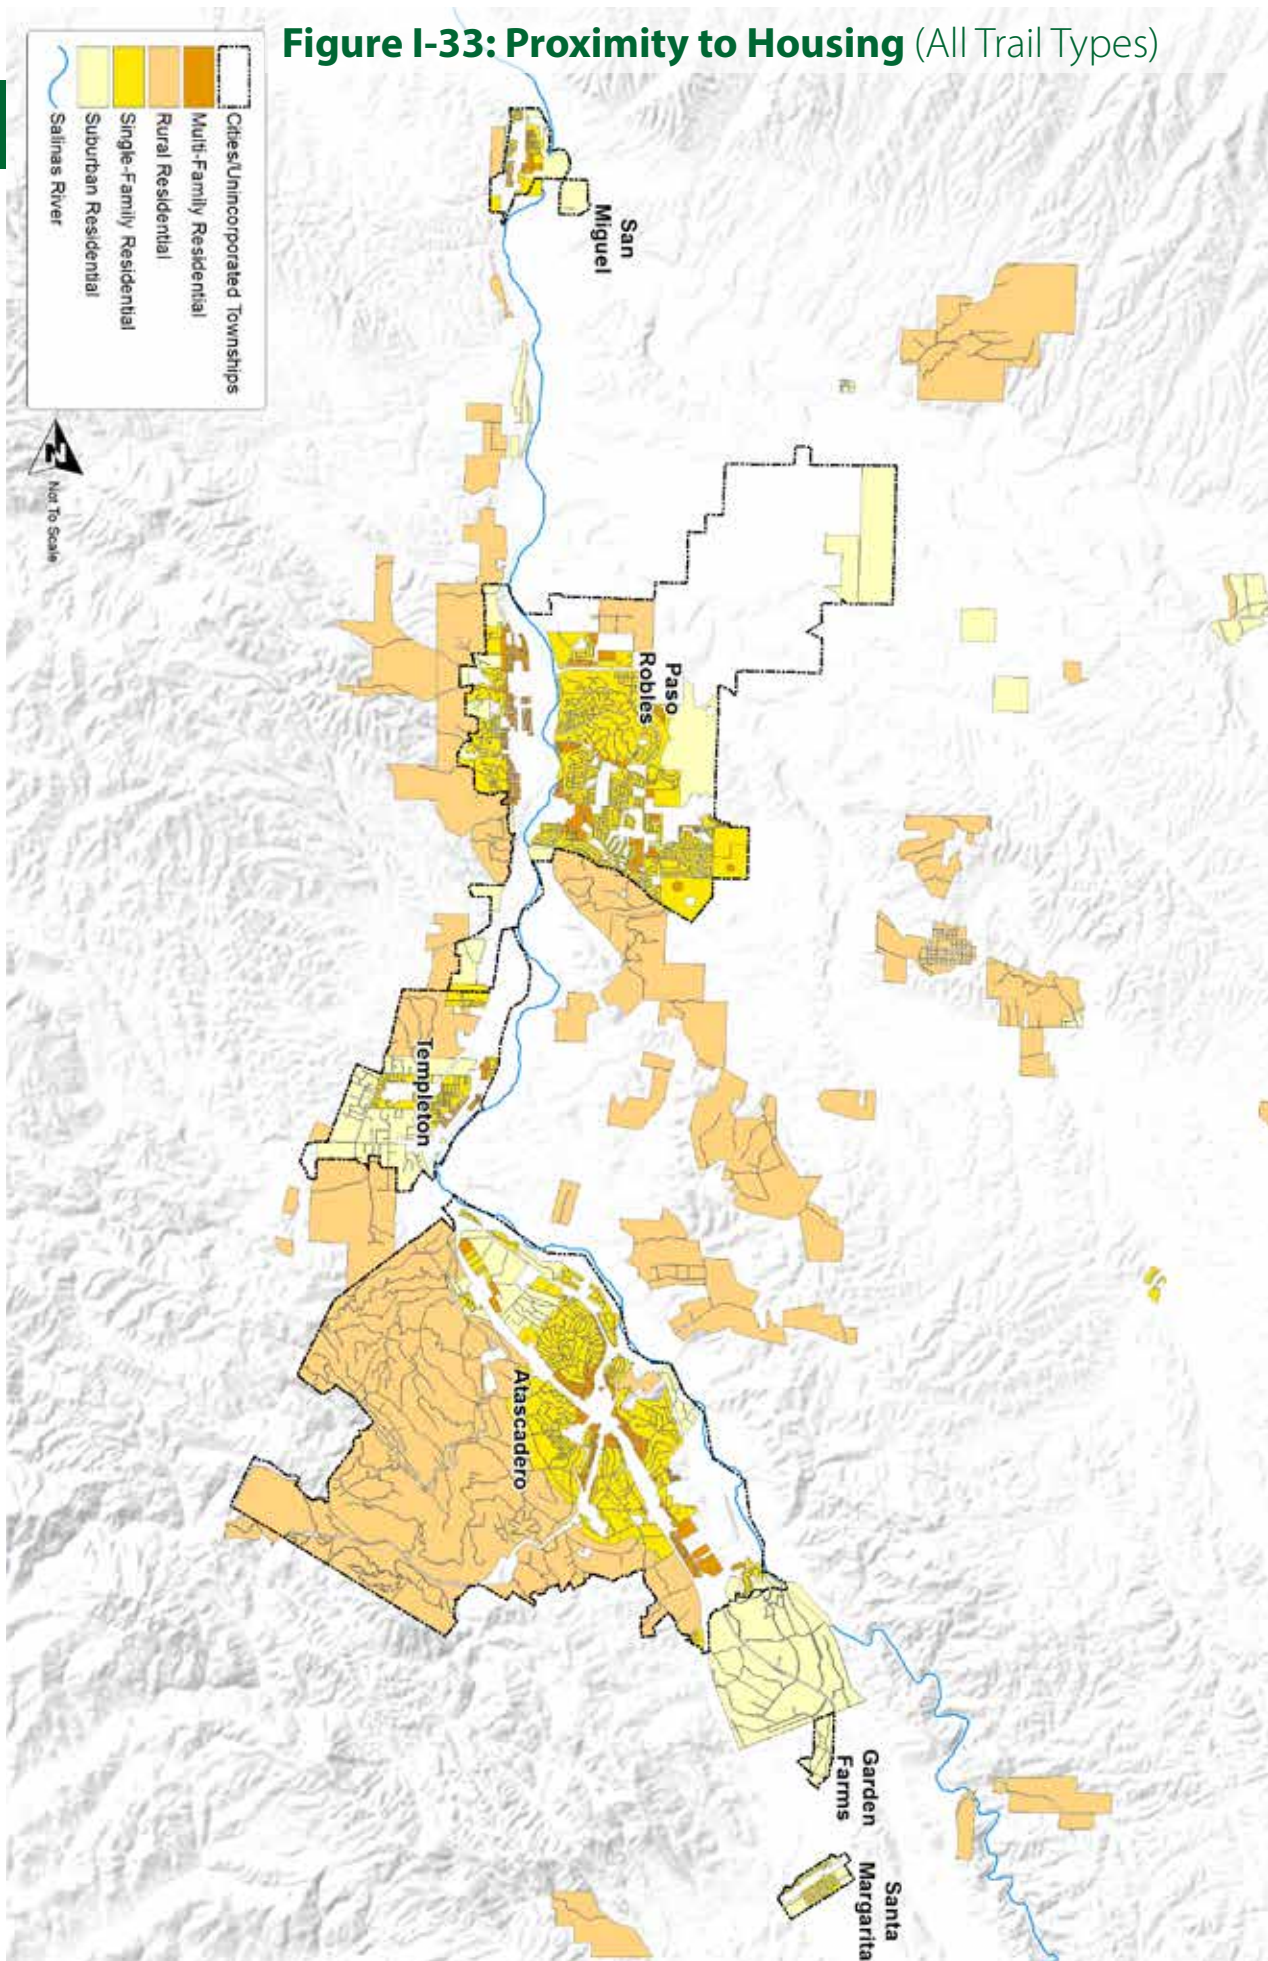 Figure I-33: Proximity to Housing (All Trail Types)
Cities/Unincorporated Townships
Multi-Family Residential
Rural Residential
Single-Family Residential
Suburban Residential
Salinas River
N
Not To Scale
San
Miguel
Paso
Robles
Templeton
Atascadero
Garden
Farms
Santa
Margarita